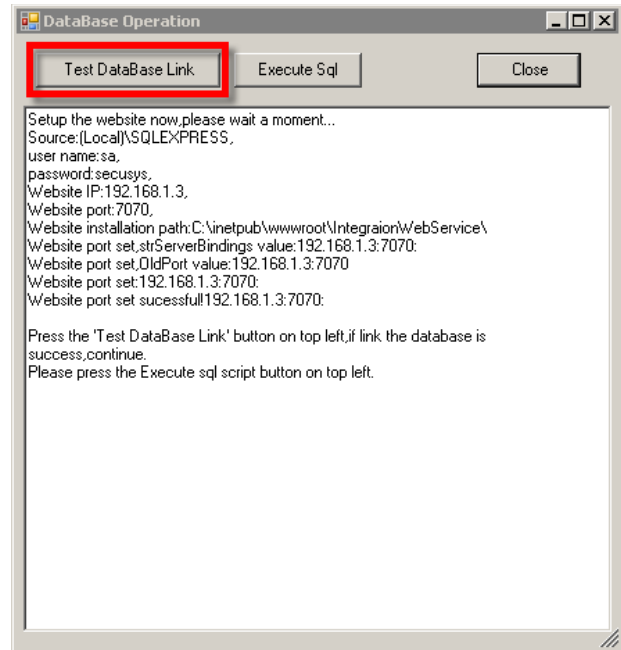 DataBase Operation
Test DataBase Link
Execute Sql
Close
Setup the website now,please wait a moment...
Source:(Local)\SQLEXPRESS,
user name:sa,
password:secusys,
Website IP:192.168.1.3,
Website port:7070,
Website installation path:C:\inetpub\wwwroot\IntegraionWebService\
Website port set,strServerBindings value:192.168.1.3:7070:
Website port set,OldPort value:192.168.1.3:7070
Website port set:192.168.1.3:7070:
Website port set sucessful!192.168.1.3:7070:
Press the 'Test DataBase Link' button on top left,if link the database is
success,continue.
Please press the Execute sql script button on top left.